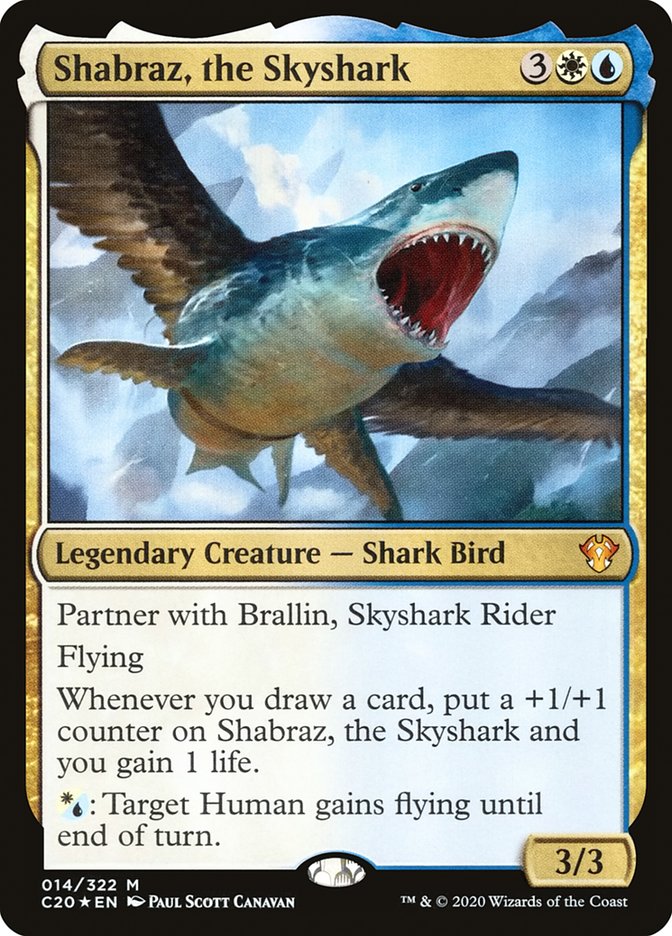 Shabraz, the Skyshark 3
Legendary Creature — Shark Bird
Partner with Brallin, Skyshark Rider
Flying
Whenever you draw a card, put a +1/+1
counter on Shabraz, the Skyshark and
you gain 1 life.
: Target Human gains flying until
end of turn.
3/3
014/322 M
C20★EN Paul Scott Canavan
™ & © 2020 Wizards of the Coast